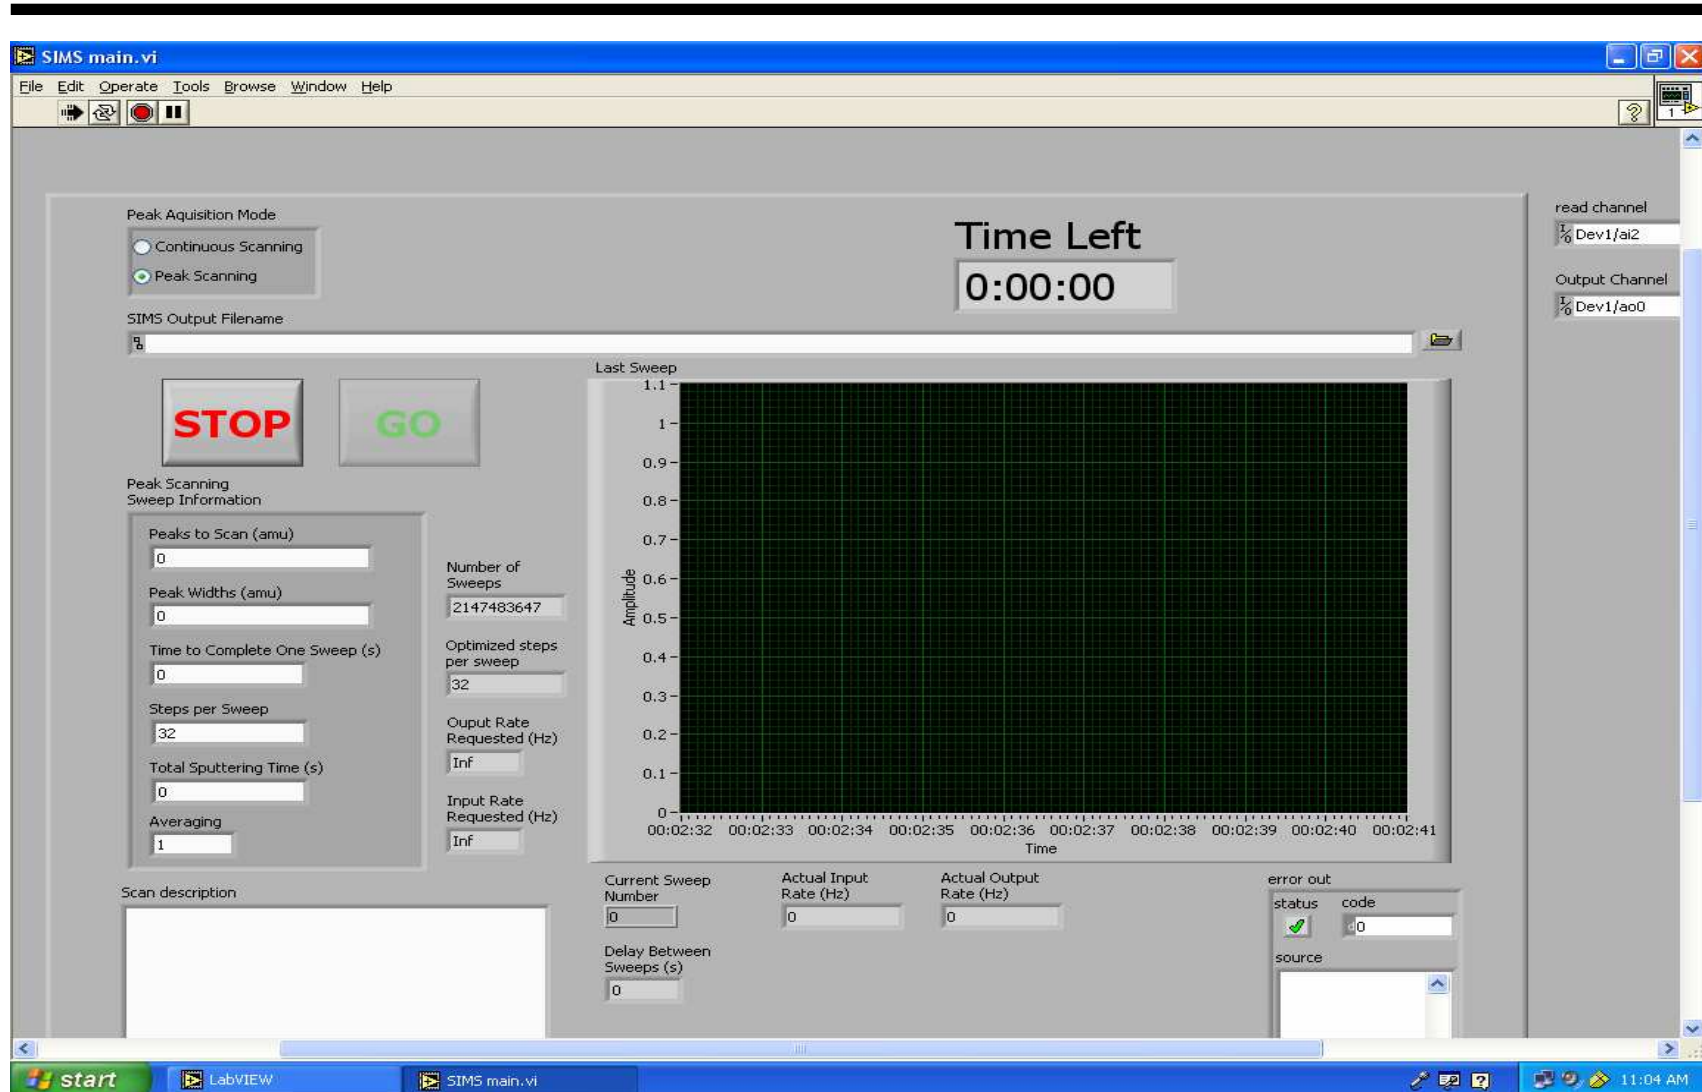 SIMS main.vi
File Edit Operate Tools Browse Window Help
1
Peak Aquisition Mode
Continuous Scanning
Peak Scanning
Time Left
0:00:00
read channel
I/O Dev1/ai2
Output Channel
I/O Dev1/ao0
SIMS Output Filename
STOP
GO
Peak Scanning
Sweep Information
Peaks to Scan (amu)
0
Peak Widths (amu)
0
Time to Complete One Sweep (s)
0
Steps per Sweep
32
Total Sputtering Time (s)
0
Averaging
1
Number of
Sweeps
2147483647
Optimized steps
per sweep
32
Ouput Rate
Requested (Hz)
Inf
Input Rate
Requested (Hz)
Inf
Last Sweep
1.1
1
0.9
0.8
0.7
0.6
0.5
0.4
0.3
0.2
0.1
0
Amplitude
00:02:32 00:02:33 00:02:34 00:02:35 00:02:36 00:02:37 00:02:38 00:02:39 00:02:40 00:02:41
Time
Scan description
Current Sweep
Number
0
Actual Input
Rate (Hz)
0
Actual Output
Rate (Hz)
0
Delay Between
Sweeps (s)
0
error out
status code
d0
source
start LabVIEW SIMS main.vi 11:04 AM